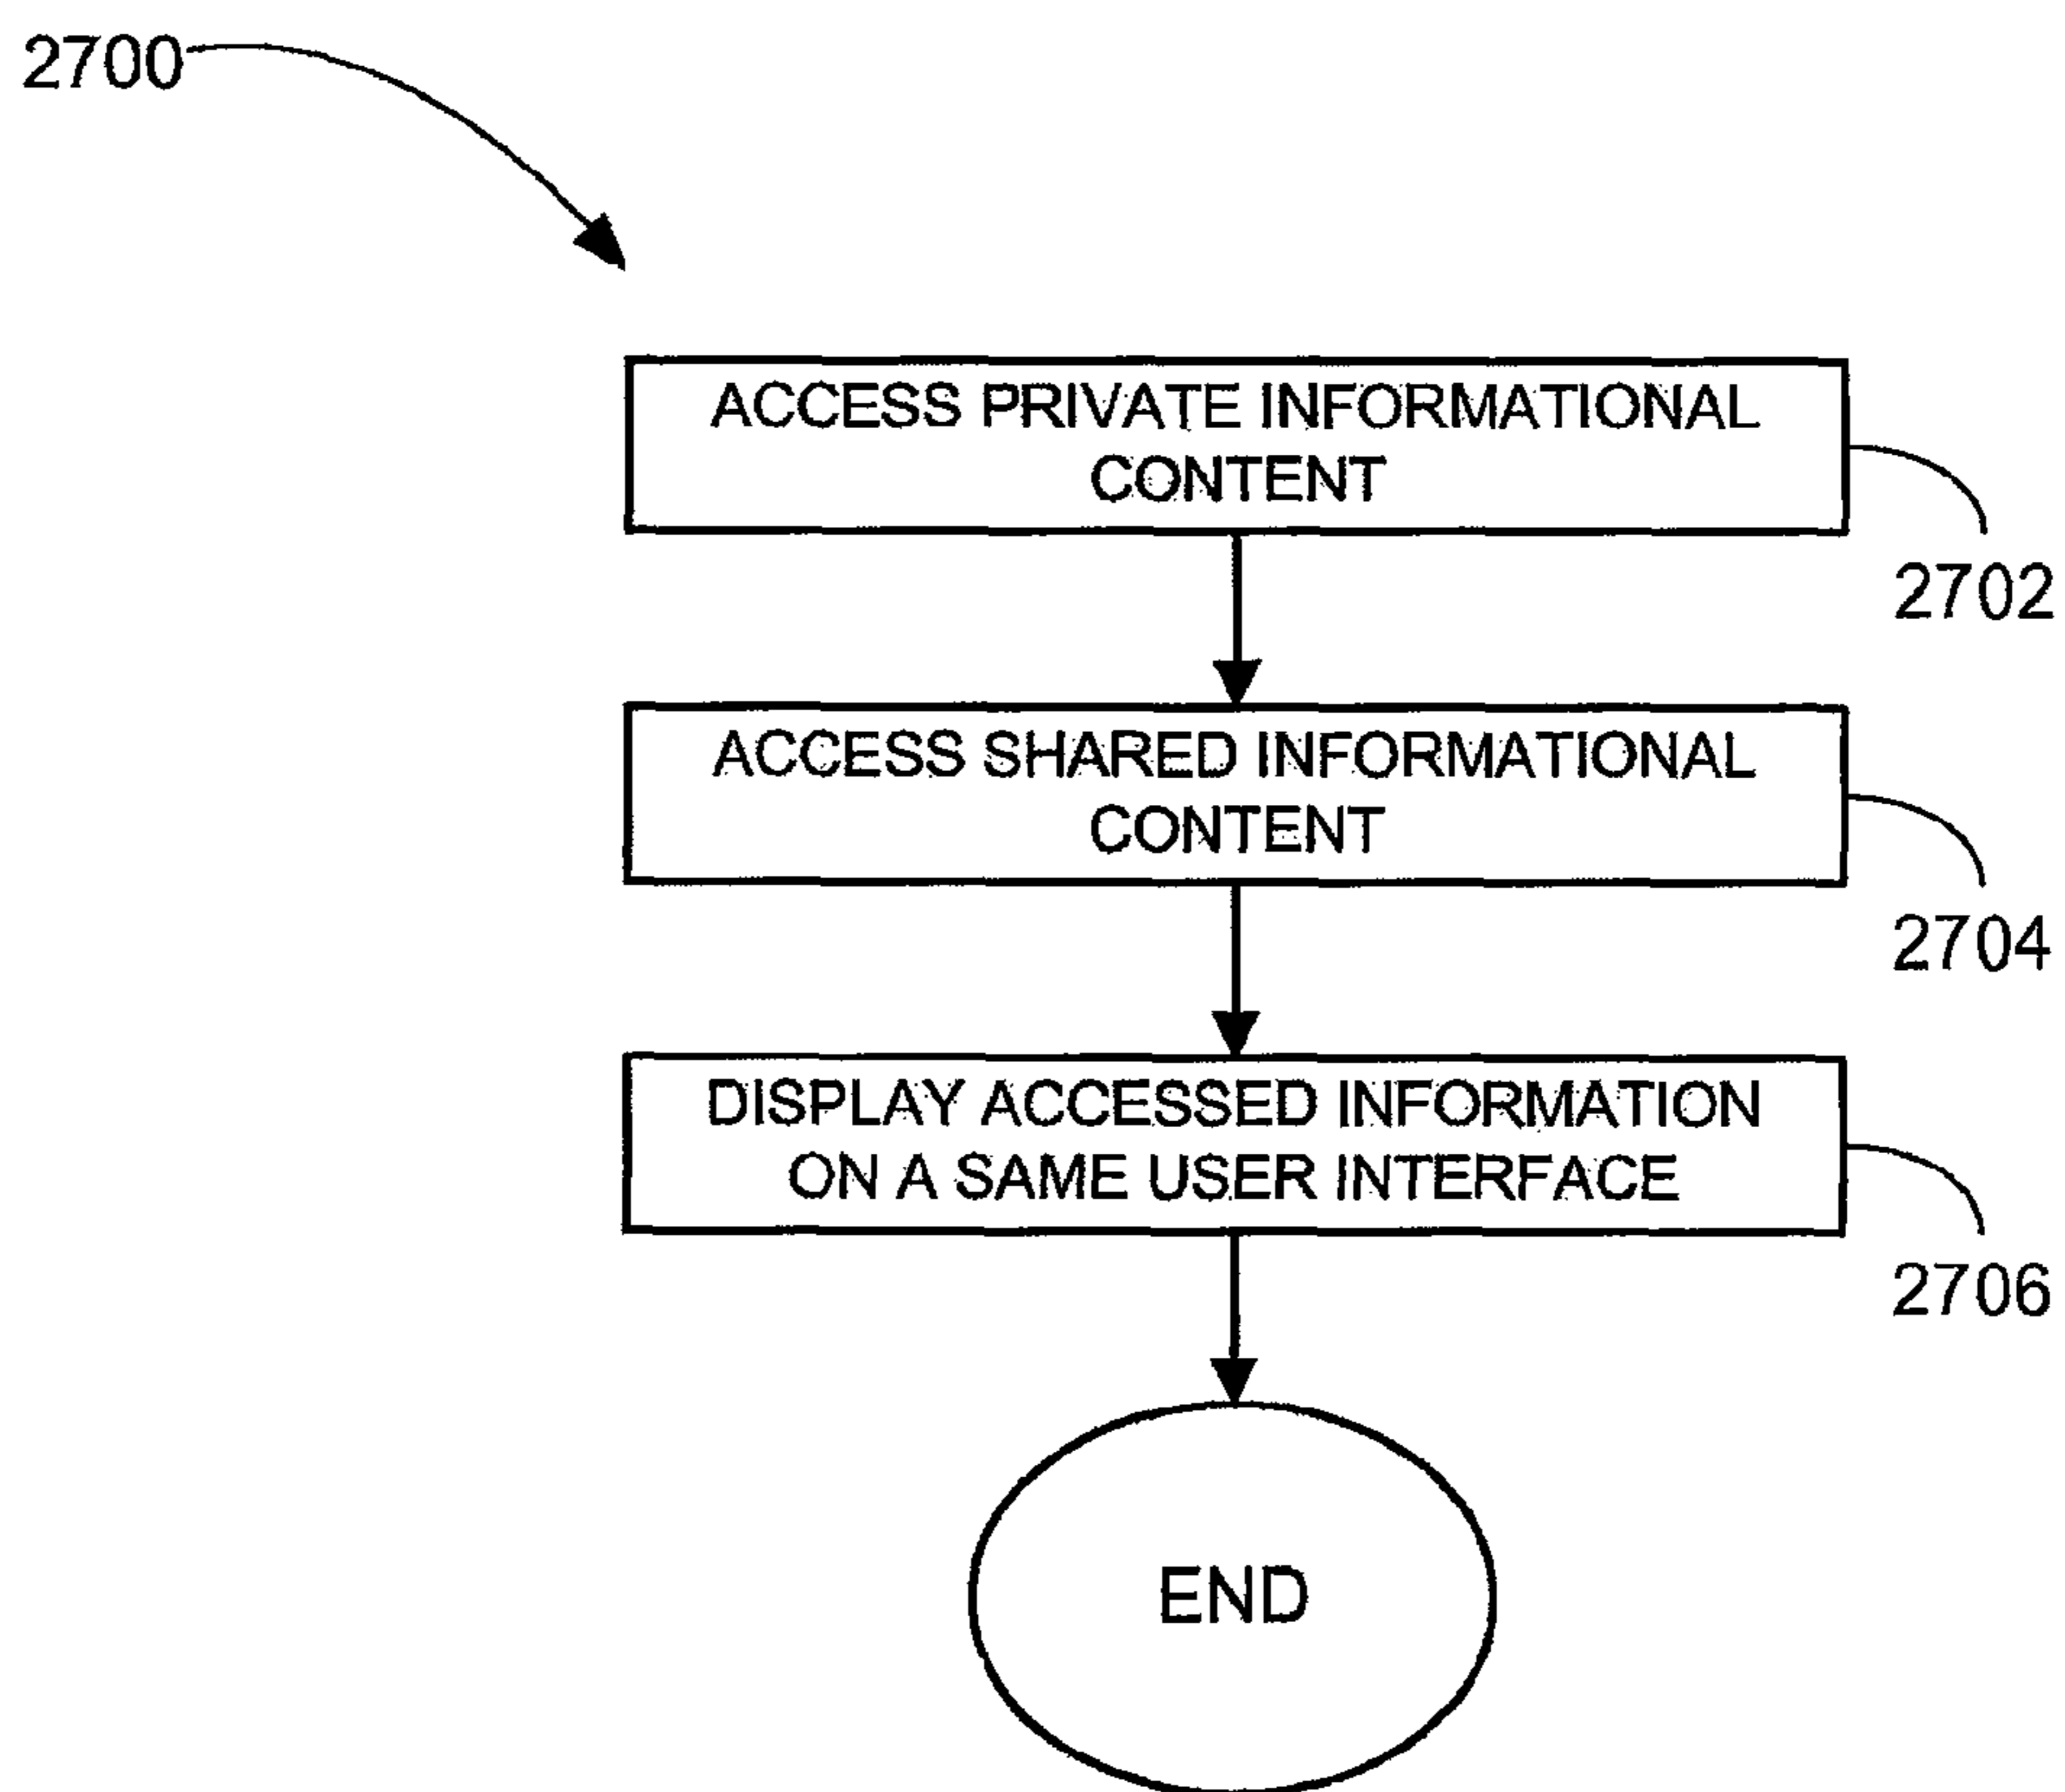 2700
ACCESS PRIVATE INFORMATIONAL
CONTENT
2702
ACCESS SHARED INFORMATIONAL
CONTENT
2704
DISPLAY ACCESSED INFORMATION
ON A SAME USER INTERFACE
2706
END